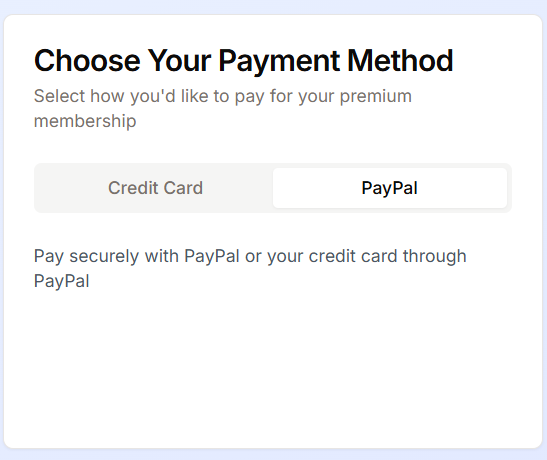 Choose Your Payment Method
Select how you'd like to pay for your premium
membership
Credit Card
PayPal
Pay securely with PayPal or your credit card through
PayPal